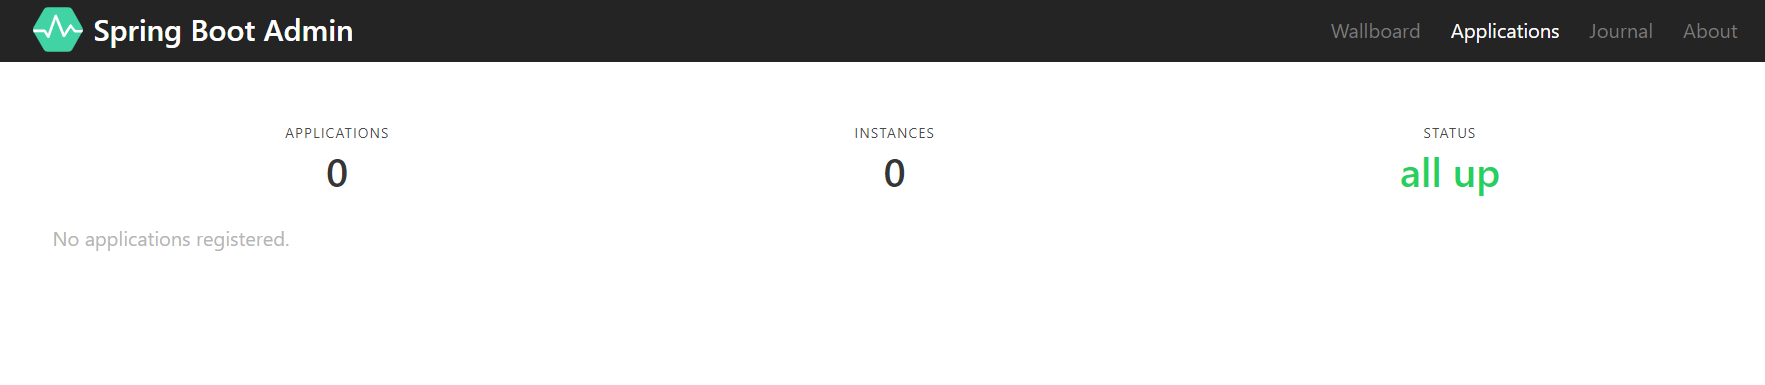 Spring Boot Admin Wallboard Applications Journal About
APPLICATIONS INSTANCES STATUS
0 0 all up
No applications registered.